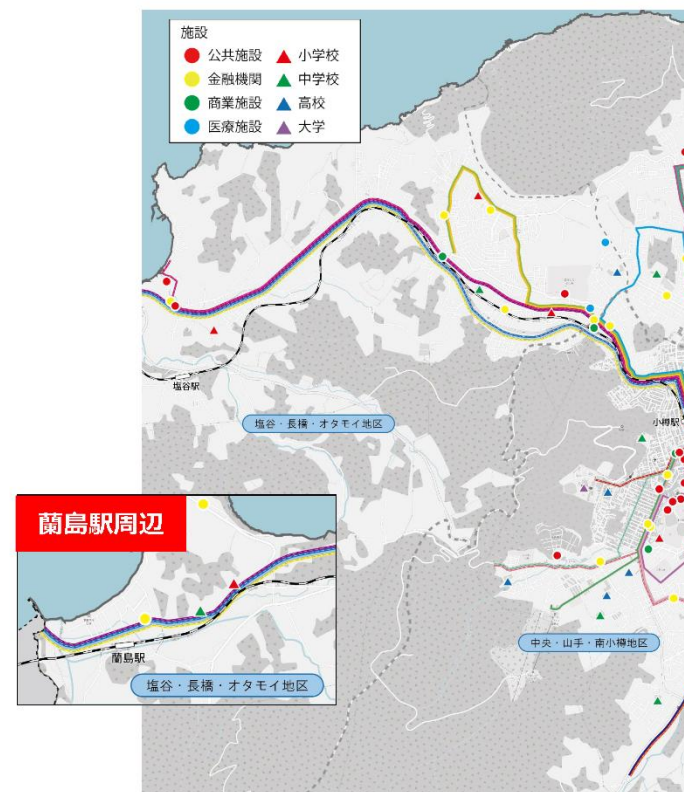 施設
公共施設 小学校
金融機関 中学校
商業施設 高校
医療施設 大学
塩谷駅
塩谷・長橋・オタモイ地区
小樽駅
蘭島駅周辺
蘭島駅
塩谷・長橋・オタモイ地区
中央・山手・南小樽地区